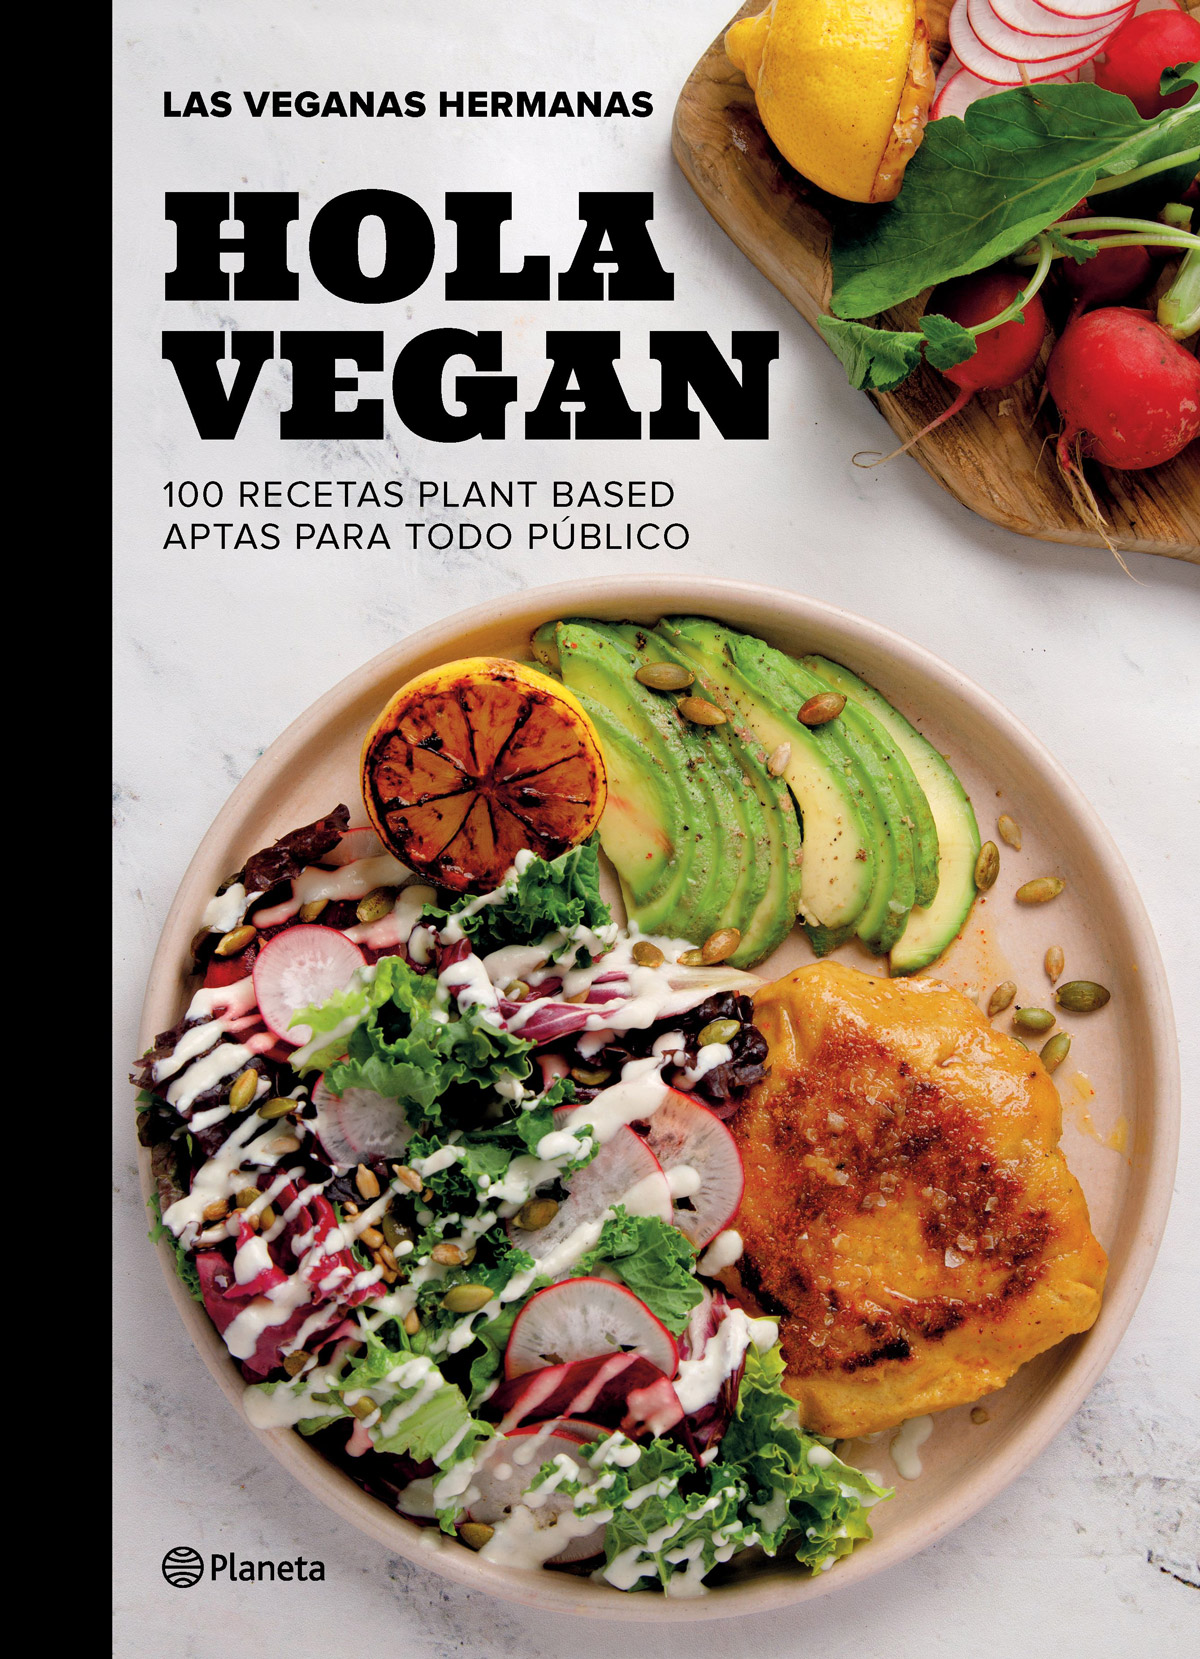 LAS VEGANAS HERMANAS
HOLA
VEGAN
100 RECETAS PLANT BASED
APTAS PARA TODO PÚBLICO
Planeta